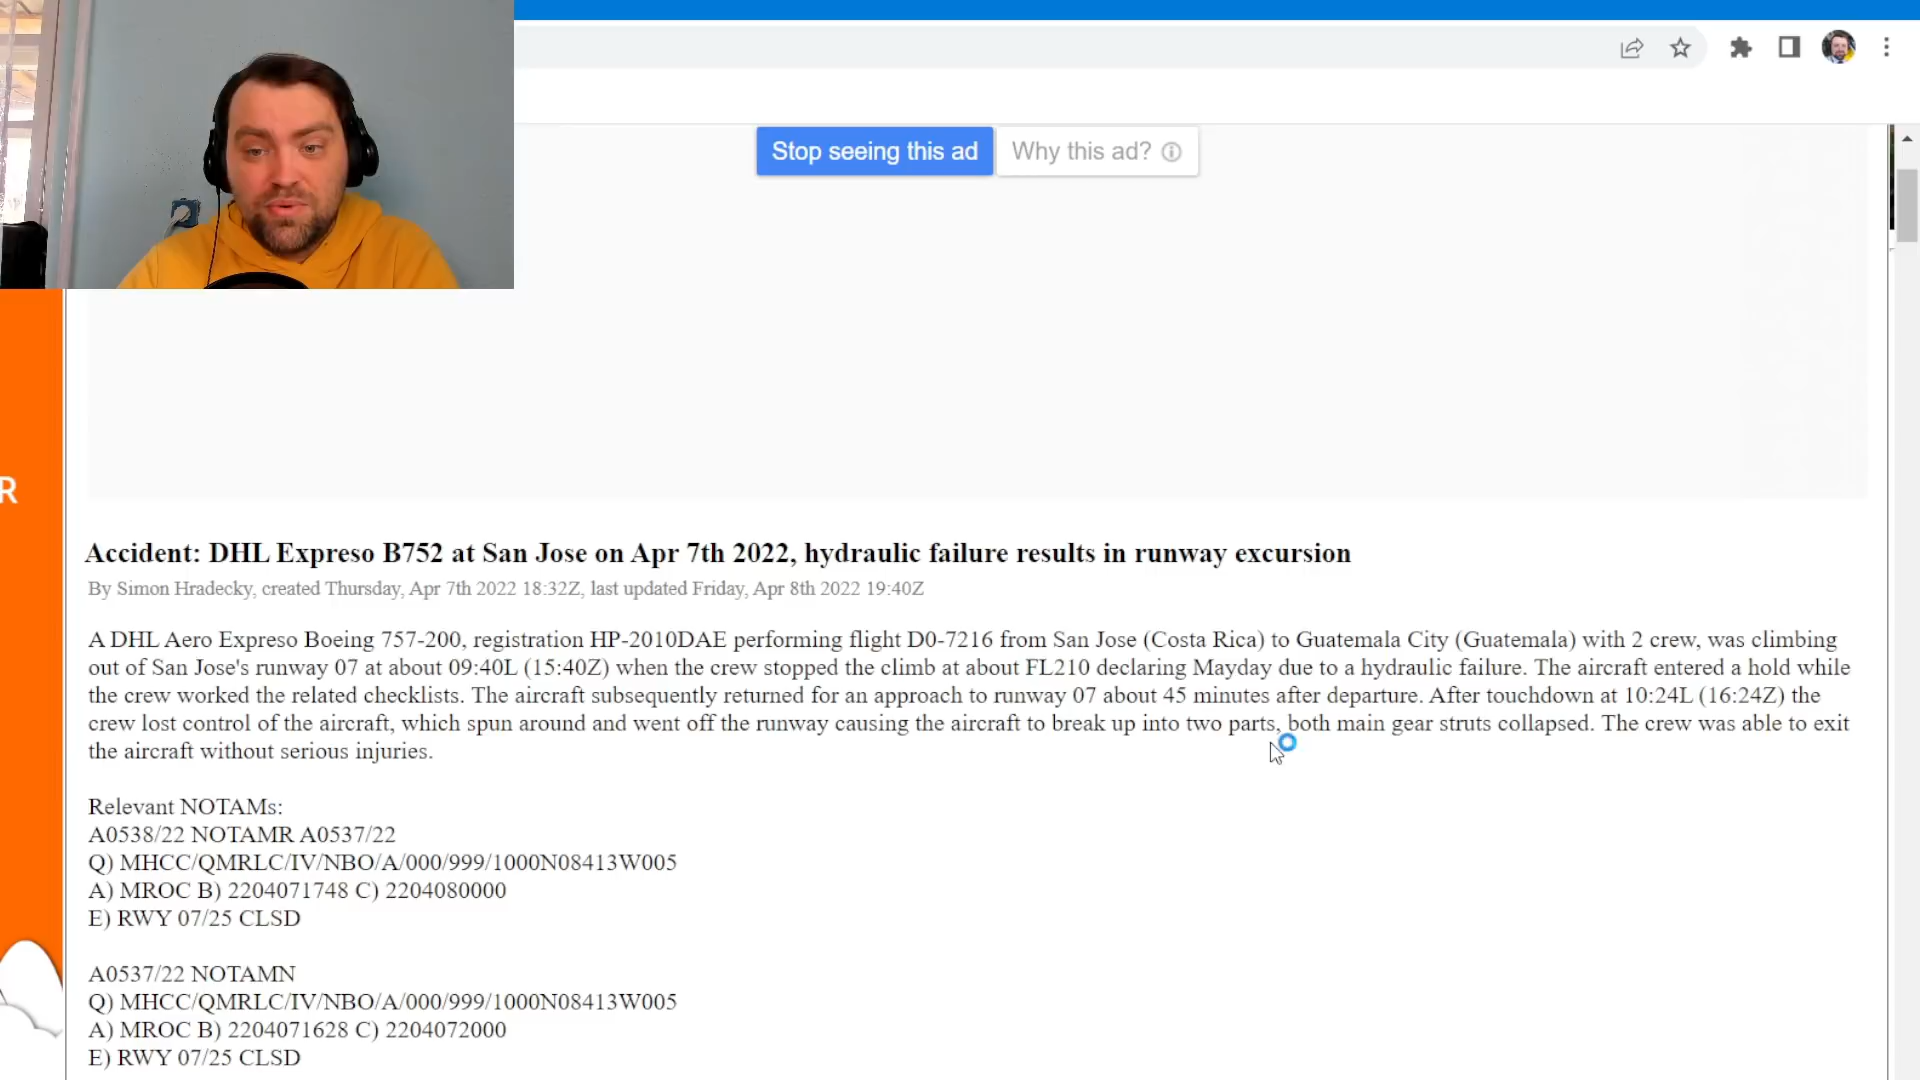 Stop seeing this ad
Why this ad?
R
Accident: DHL Expreso B752 at San Jose on Apr 7th 2022, hydraulic failure results in runway excursion
By Simon Hradecky, created Thursday, Apr 7th 2022 18:32Z, last updated Friday, Apr 8th 2022 19:40Z
A DHL Aero Expreso Boeing 757-200, registration HP-2010DAE performing flight D0-7216 from San Jose (Costa Rica) to Guatemala City (Guatemala) with 2 crew, was climbing
out of San Jose's runway 07 at about 09:40L (15:40Z) when the crew stopped the climb at about FL210 declaring Mayday due to a hydraulic failure. The aircraft entered a hold while
the crew worked the related checklists. The aircraft subsequently returned for an approach to runway 07 about 45 minutes after departure. After touchdown at 10:24L (16:24Z) the
crew lost control of the aircraft, which spun around and went off the runway causing the aircraft to break up into two parts, both main gear struts collapsed. The crew was able to exit
the aircraft without serious injuries.
Relevant NOTAMs:
A0538/22 NOTAMR A0537/22
Q) MHCC/QMRLC/IV/NBO/A/000/999/1000N08413W005
A) MROC B) 2204071748 C) 2204080000
E) RWY 07/25 CLSD
A0537/22 NOTAMN
Q) MHCC/QMRLC/IV/NBO/A/000/999/1000N08413W005
A) MROC B) 2204071628 C) 2204072000
E) RWY 07/25 CLSD